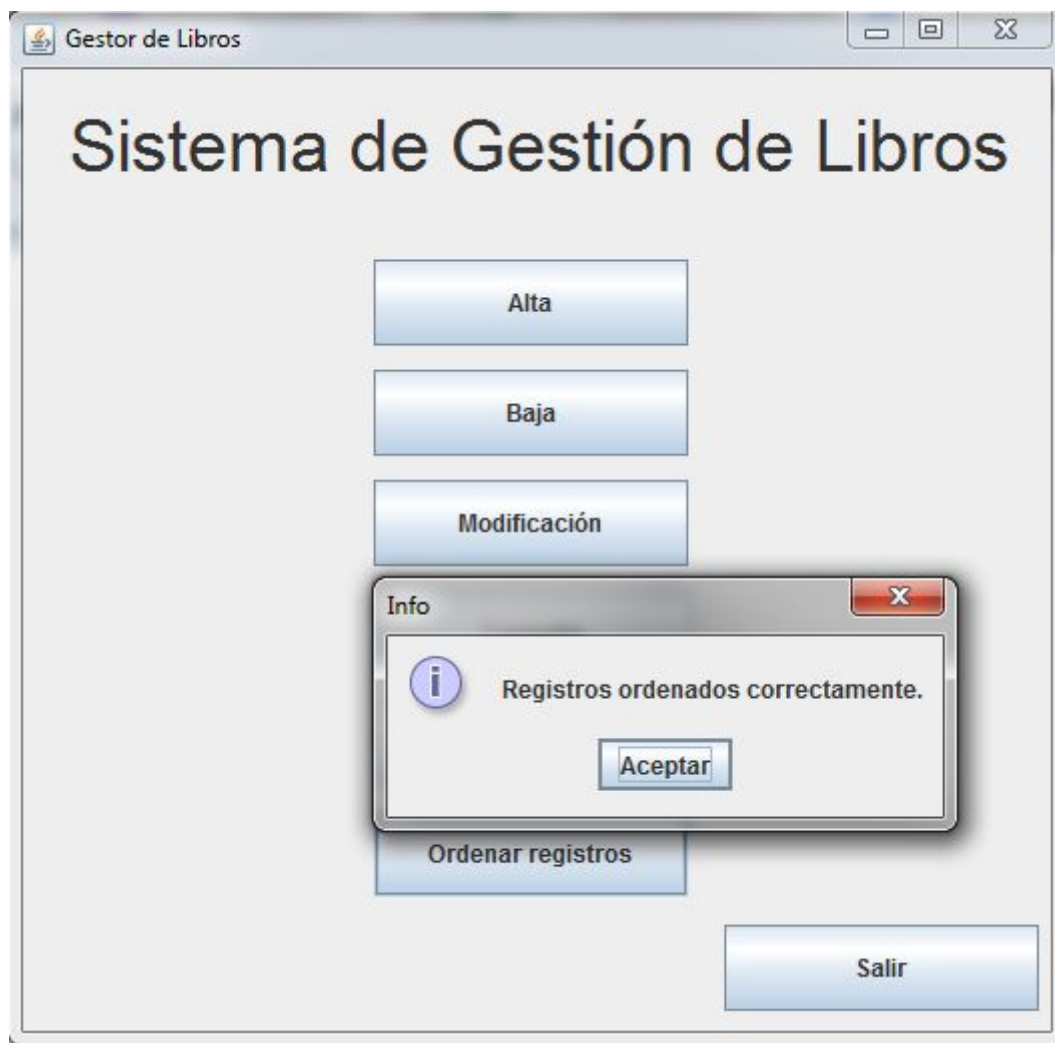 Gestor de Libros
Sistema de Gestión de Libros
Alta
Baja
Modificación
Info
Registros ordenados correctamente.
Aceptar
Ordenar registros
Salir